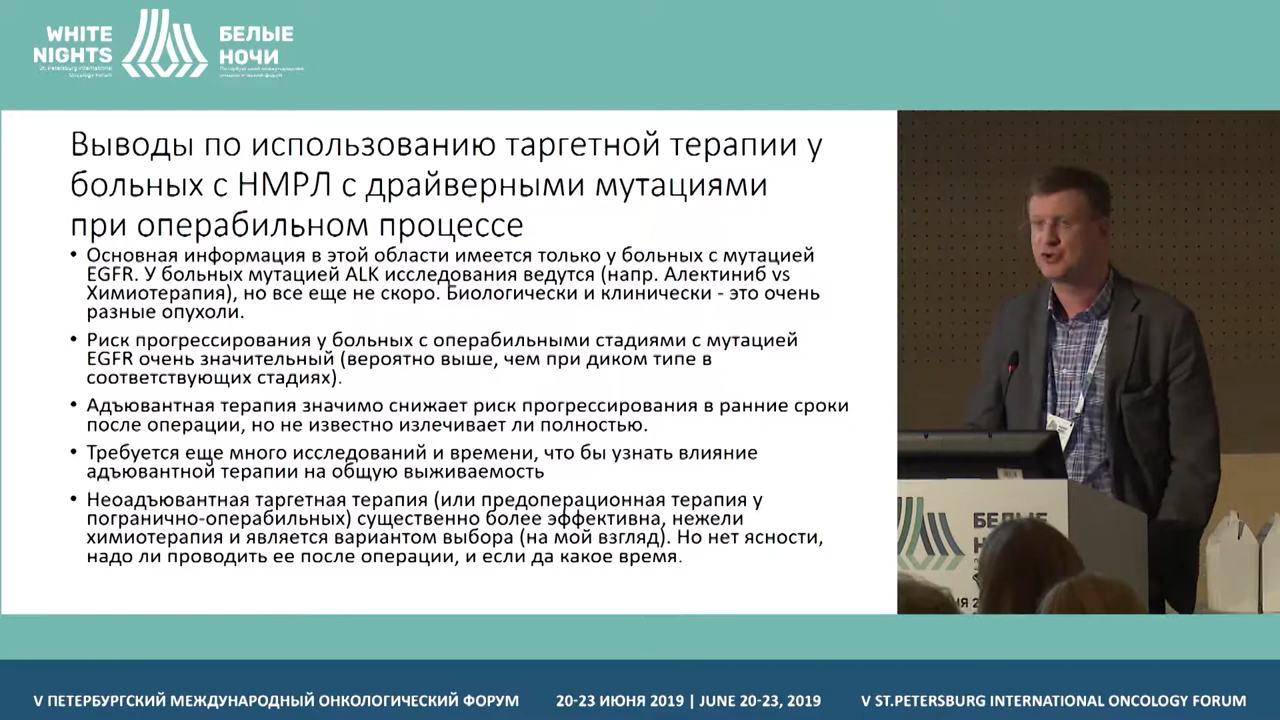 WHITE
NIGHTS
St. Petersburg International
Oncology Forum
БЕЛЫЕ
НОЧИ
Петербургский международный
онкологический форум
Выводы по использованию таргетной терапии у
больных с НМРЛ с драйверными мутациями
при операбильном процессе
• Основная информация в этой области имеется только у больных с мутацией
EGFR. У больных мутацией ALK исследования ведутся (напр. Алектиниб vs
Химиотерапия), но все еще не скоро. Биологически и клинически - это очень
разные опухоли.
• Риск прогрессирования у больных с операбильными стадиями с мутацией
EGFR очень значительный (вероятно выше, чем при диком типе в
соответствующих стадиях).
• Адъювантная терапия значимо снижает риск прогрессирования в ранние сроки
после операции, но не известно излечивает ли полностью.
• Требуется еще много исследований и времени, что бы узнать влияние
адъювантной терапии на общую выживаемость
• Неоадъювантная таргетная терапия (или предоперационная терапия у
погранично-операбильных) существенно более эффективна, нежели
химиотерапия и является вариантом выбора (на мой взгляд). Но нет ясности,
надо ли проводить ее после операции, и если да какое время.
БЕЛЫЕ
V ПЕТЕРБУРГСКИЙ МЕЖДУНАРОДНЫЙ ОНКОЛОГИЧЕСКИЙ ФОРУМ
20-23 ИЮНЯ 2019 | JUNE 20-23, 2019
V ST.PETERSBURG INTERNATIONAL ONCOLOGY FORUM